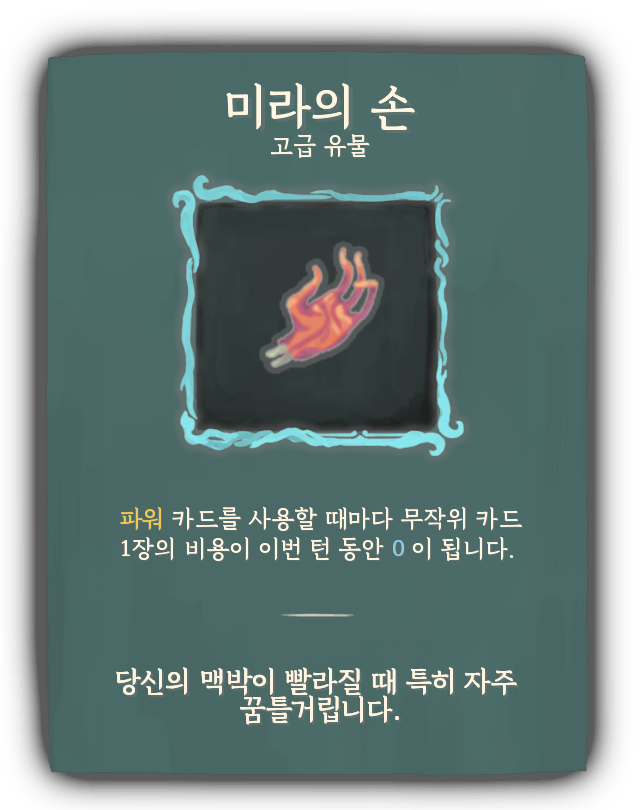 미라의 손
고급 유물
파워 카드를 사용할 때마다 무작위 카드
1장의 비용이 이번 턴 동안 0 이 됩니다.
당신의 맥박이 빨라질 때 특히 자주
꿈틀거립니다.